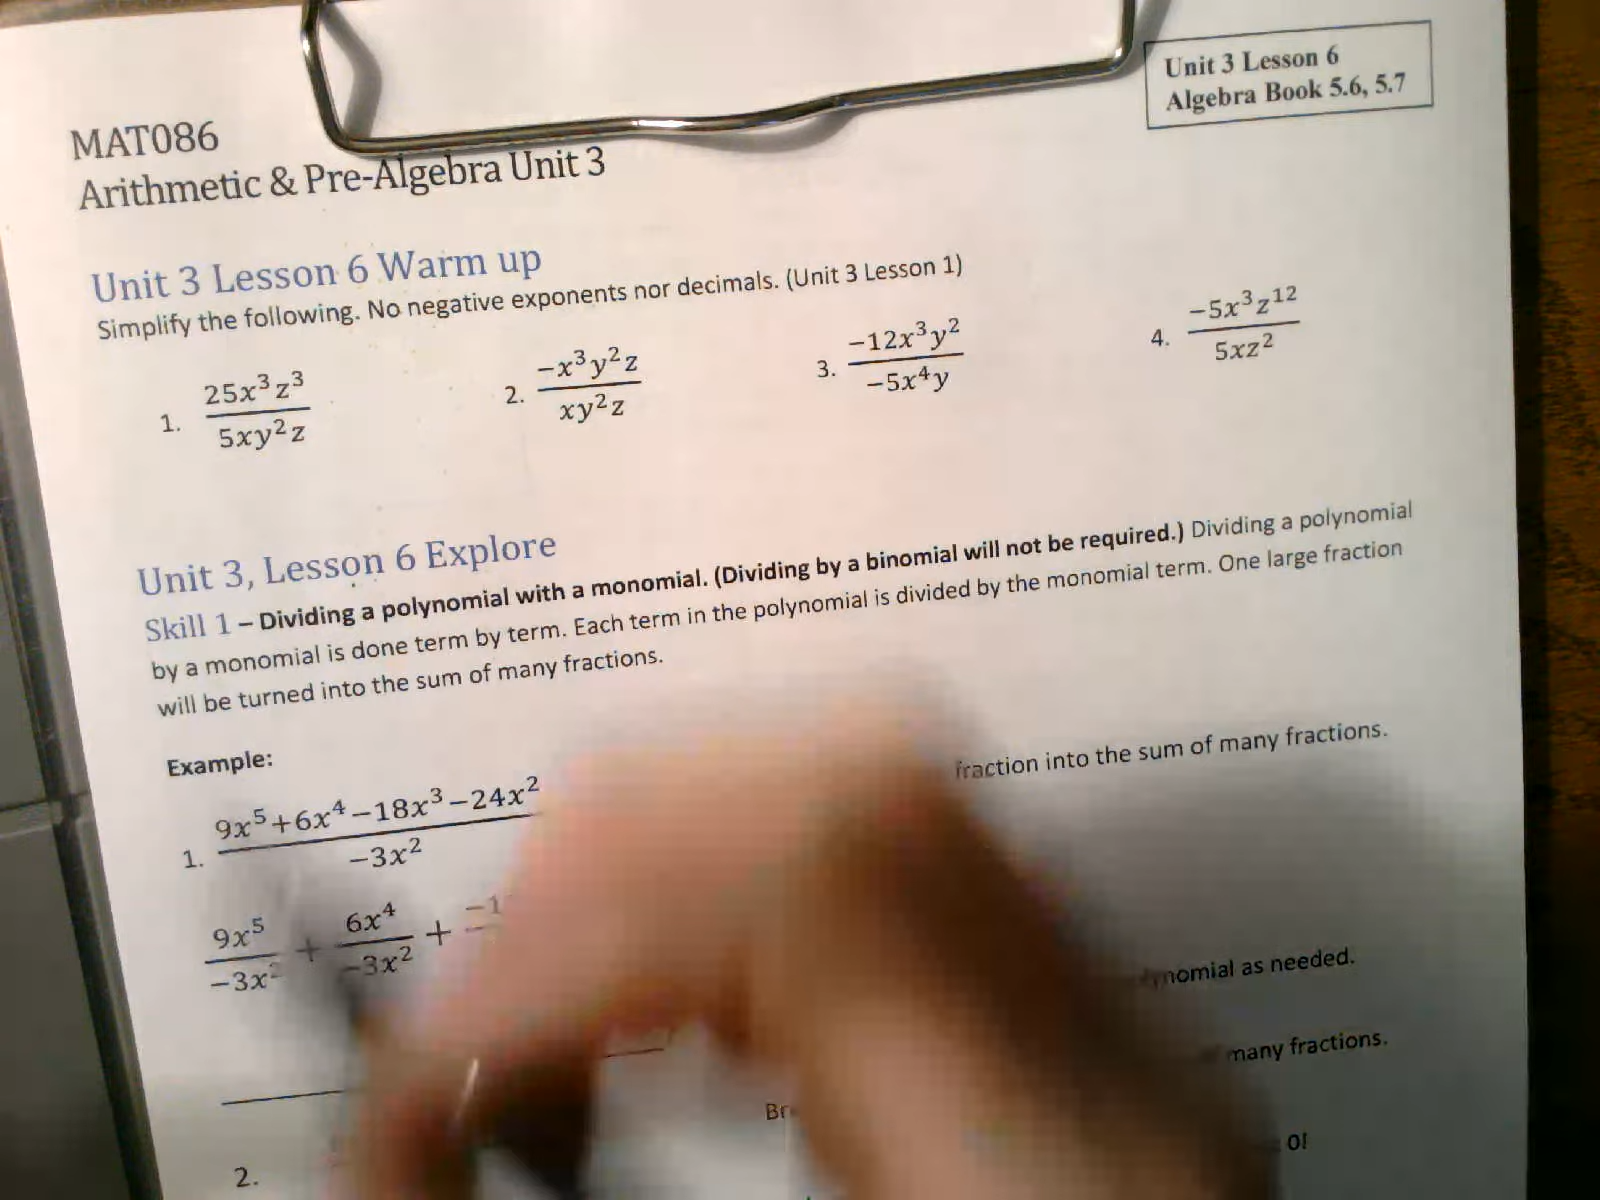 Unit 3 Lesson 6
Algebra Book 5.6, 5.7
MAT086
Arithmetic & Pre-Algebra Unit 3
Unit 3 Lesson 6 Warm up
Simplify the following. No negative exponents nor decimals. (Unit 3 Lesson 1)
1. 25x³z³ / 5xy²z
2. −x³y²z / xy²z
3. −12x³y² / −5x⁴y
4. −5x³z¹² / 5xz²
Unit 3, Lesson 6 Explore
Skill 1 – Dividing a polynomial with a monomial. (Dividing by a binomial will not be required.) Dividing a polynomial
by a monomial is done term by term. Each term in the polynomial is divided by the monomial term. One large fraction
will be turned into the sum of many fractions.
Example:
fraction into the sum of many fractions.
1. 9x⁵+6x⁴−18x³−24x² / −3x²
9x⁵ / −3x² + 6x⁴ / −3x² +
as needed.
many fractions.
2.